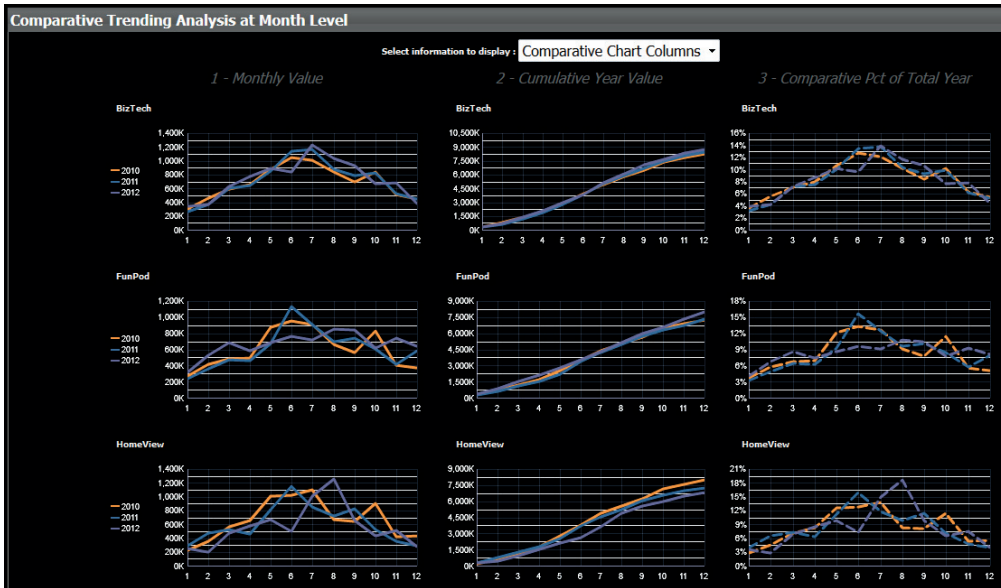 Comparative Trending Analysis at Month Level
Select information to display : Comparative Chart Columns
1 - Monthly Value
2 - Cumulative Year Value
3 - Comparative Pct of Total Year
BizTech
BizTech
BizTech
1,400K
1,200K
1,000K
800K
600K
400K
200K
0K
2010
2011
2012
1 2 3 4 5 6 7 8 9 10 11 12
10,500K
9,000K
7,500K
6,000K
4,500K
3,000K
1,500K
0K
1 2 3 4 5 6 7 8 9 10 11 12
16%
14%
12%
10%
8%
6%
4%
2%
0%
1 2 3 4 5 6 7 8 9 10 11 12
FunPod
FunPod
FunPod
1,200K
1,000K
800K
600K
400K
200K
0K
2010
2011
2012
1 2 3 4 5 6 7 8 9 10 11 12
9,000K
7,500K
6,000K
4,500K
3,000K
1,500K
0K
1 2 3 4 5 6 7 8 9 10 11 12
18%
15%
12%
9%
6%
3%
0%
1 2 3 4 5 6 7 8 9 10 11 12
HomeView
HomeView
HomeView
1,400K
1,200K
1,000K
800K
600K
400K
200K
0K
2010
2011
2012
1 2 3 4 5 6 7 8 9 10 11 12
9,000K
7,500K
6,000K
4,500K
3,000K
1,500K
0K
1 2 3 4 5 6 7 8 9 10 11 12
21%
18%
15%
12%
9%
6%
3%
0%
1 2 3 4 5 6 7 8 9 10 11 12